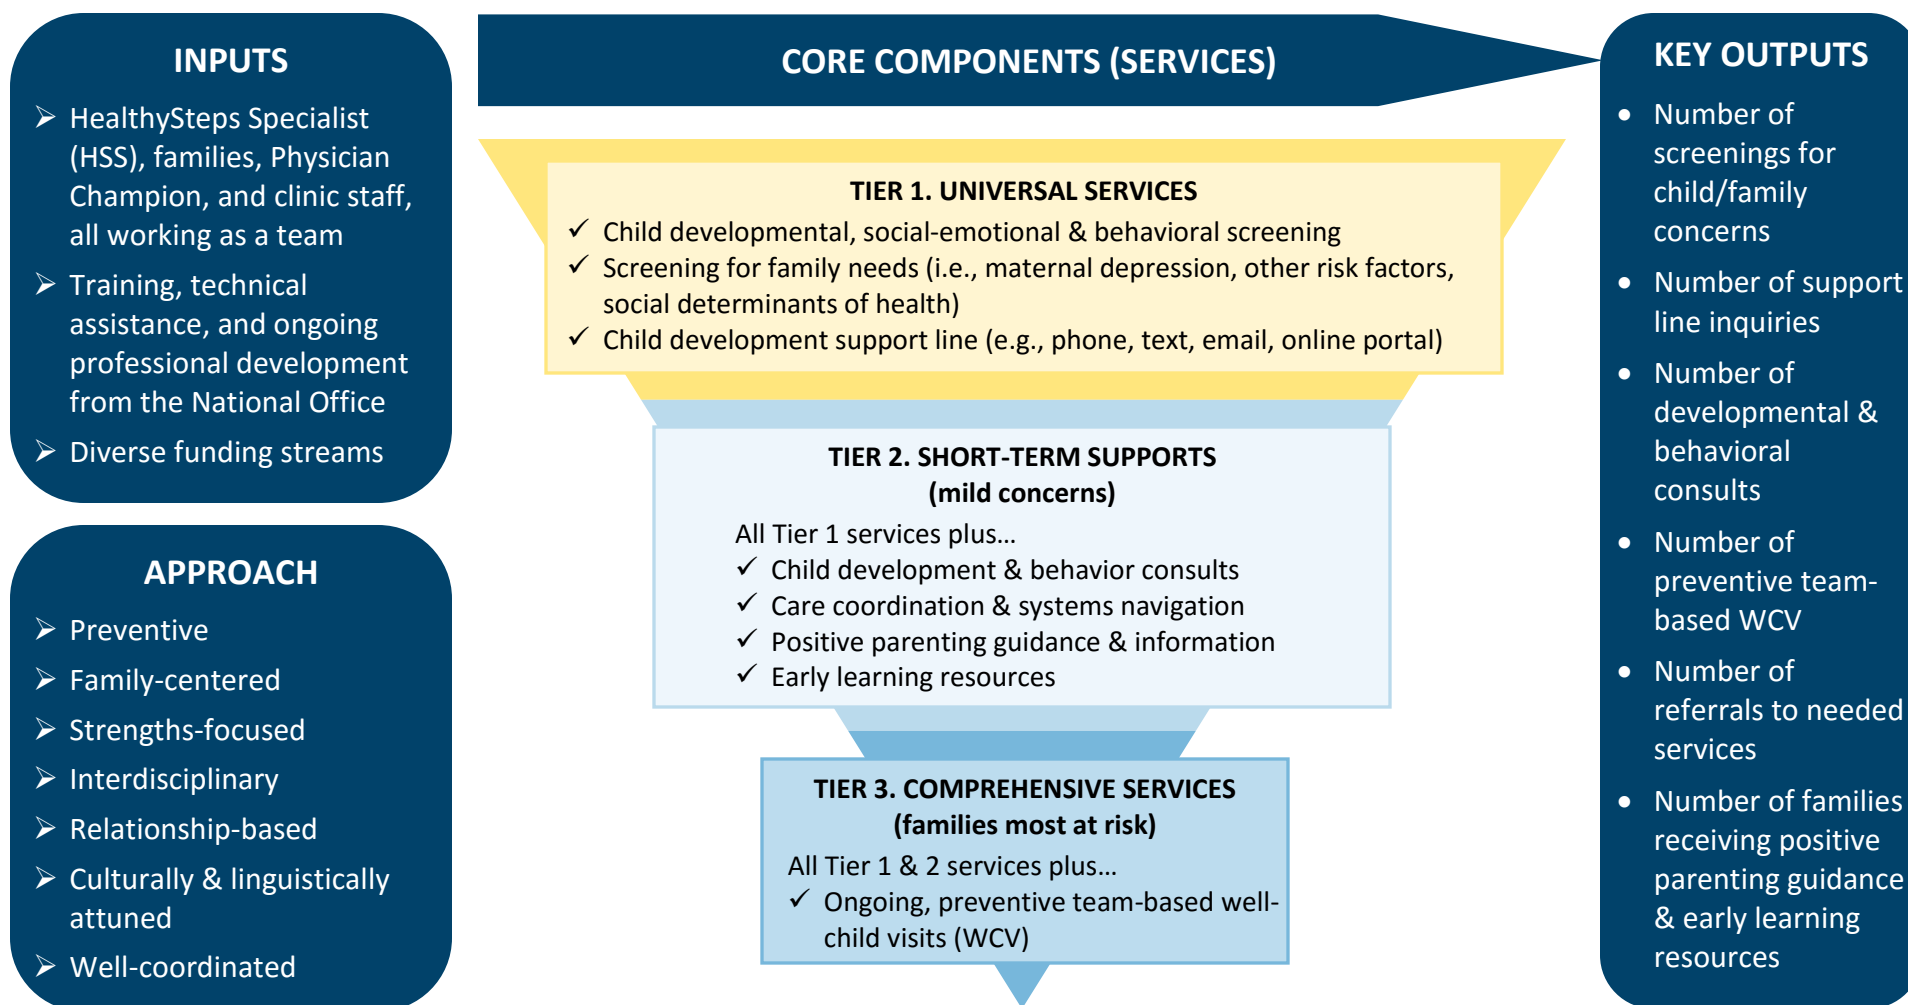 INPUTS
➢ HealthySteps Specialist
(HSS), families, Physician
Champion, and clinic staff,
all working as a team
➢ Training, technical
assistance, and ongoing
professional development
from the National Office
➢ Diverse funding streams
APPROACH
➢ Preventive
➢ Family-centered
➢ Strengths-focused
➢ Interdisciplinary
➢ Relationship-based
➢ Culturally & linguistically
attuned
➢ Well-coordinated
CORE COMPONENTS (SERVICES)
TIER 1. UNIVERSAL SERVICES
✓ Child developmental, social-emotional & behavioral screening
✓ Screening for family needs (i.e., maternal depression, other risk factors,
social determinants of health)
✓ Child development support line (e.g., phone, text, email, online portal)
TIER 2. SHORT-TERM SUPPORTS
(mild concerns)
All Tier 1 services plus…
✓ Child development & behavior consults
✓ Care coordination & systems navigation
✓ Positive parenting guidance & information
✓ Early learning resources
TIER 3. COMPREHENSIVE SERVICES
(families most at risk)
All Tier 1 & 2 services plus…
✓ Ongoing, preventive team-based well-
child visits (WCV)
KEY OUTPUTS
• Number of
screenings for
child/family
concerns
• Number of support
line inquiries
• Number of
developmental &
behavioral
consults
• Number of
preventive team-
based WCV
• Number of
referrals to needed
services
• Number of families
receiving positive
parenting guidance
& early learning
resources